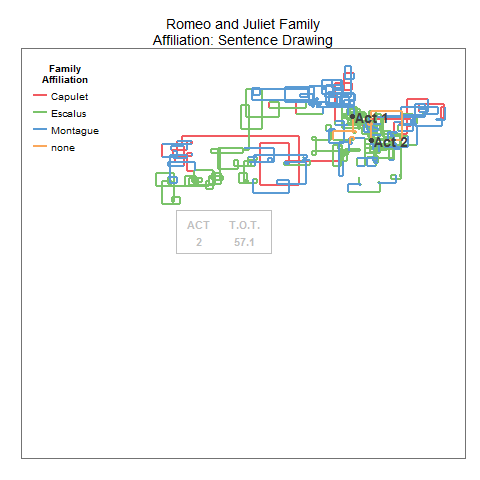 Romeo and Juliet Family
Affiliation: Sentence Drawing
Family
Affiliation
Capulet
Escalus
Montague
none
Act 1
Act 2
ACT T.O.T.
2 57.1